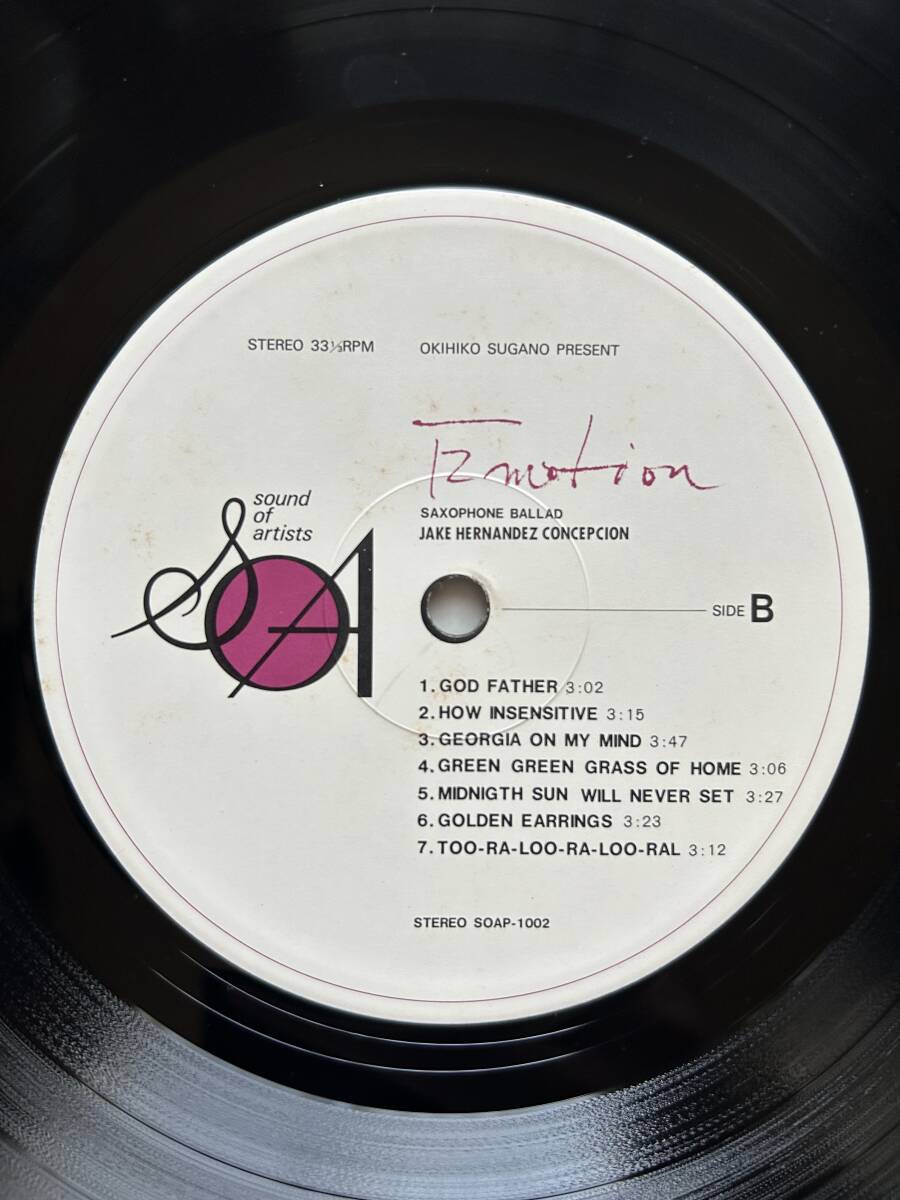 STEREO 33⅓RPM
OKIHIKO SUGANO PRESENT
Emotion
SAXOPHONE BALLAD
JAKE HERNANDEZ CONCEPCION
sound
of
artists
SOA
SIDE B
1.GOD FATHER 3:02
2.HOW INSENSITIVE 3:15
3.GEORGIA ON MY MIND 3:47
4.GREEN GREEN GRASS OF HOME 3:06
5.MIDNIGTH SUN WILL NEVER SET 3:27
6.GOLDEN EARRINGS 3:23
7.TOO-RA-LOO-RA-LOO-RAL 3:12
STEREO SOAP-1002